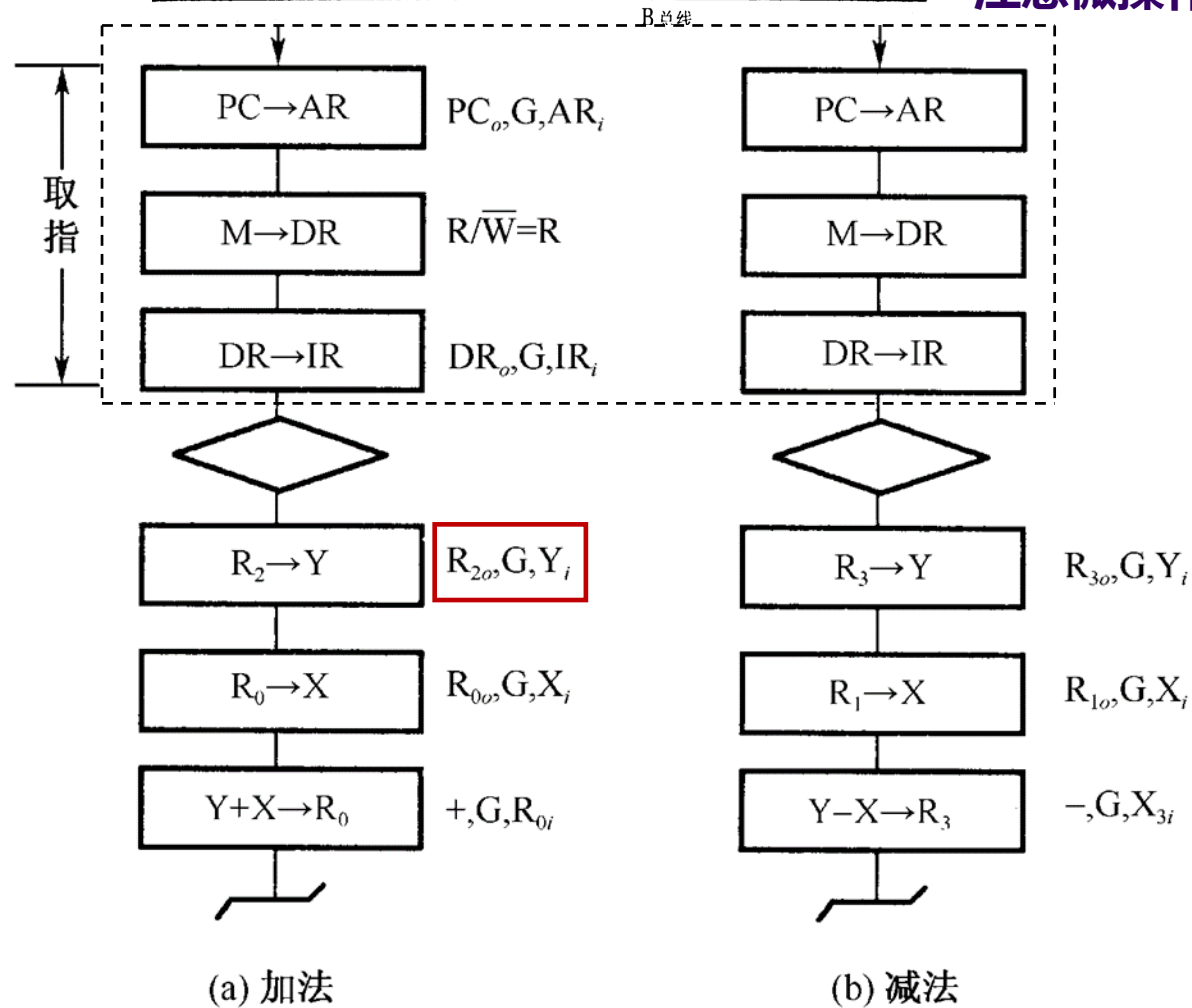 B总线
PC→AR
PCo,G,ARi
PC→AR
取指
M→DR
R/W̅=R
M→DR
DR→IR
DRo,G,IRi
DR→IR
R2→Y
R2o,G,Yi
R3→Y
R3o,G,Yi
R0→X
R0o,G,Xi
R1→X
R1o,G,Xi
Y+X→R0
+,G,R0i
Y−X→R3
−,G,X3i
(a) 加法
(b) 减法